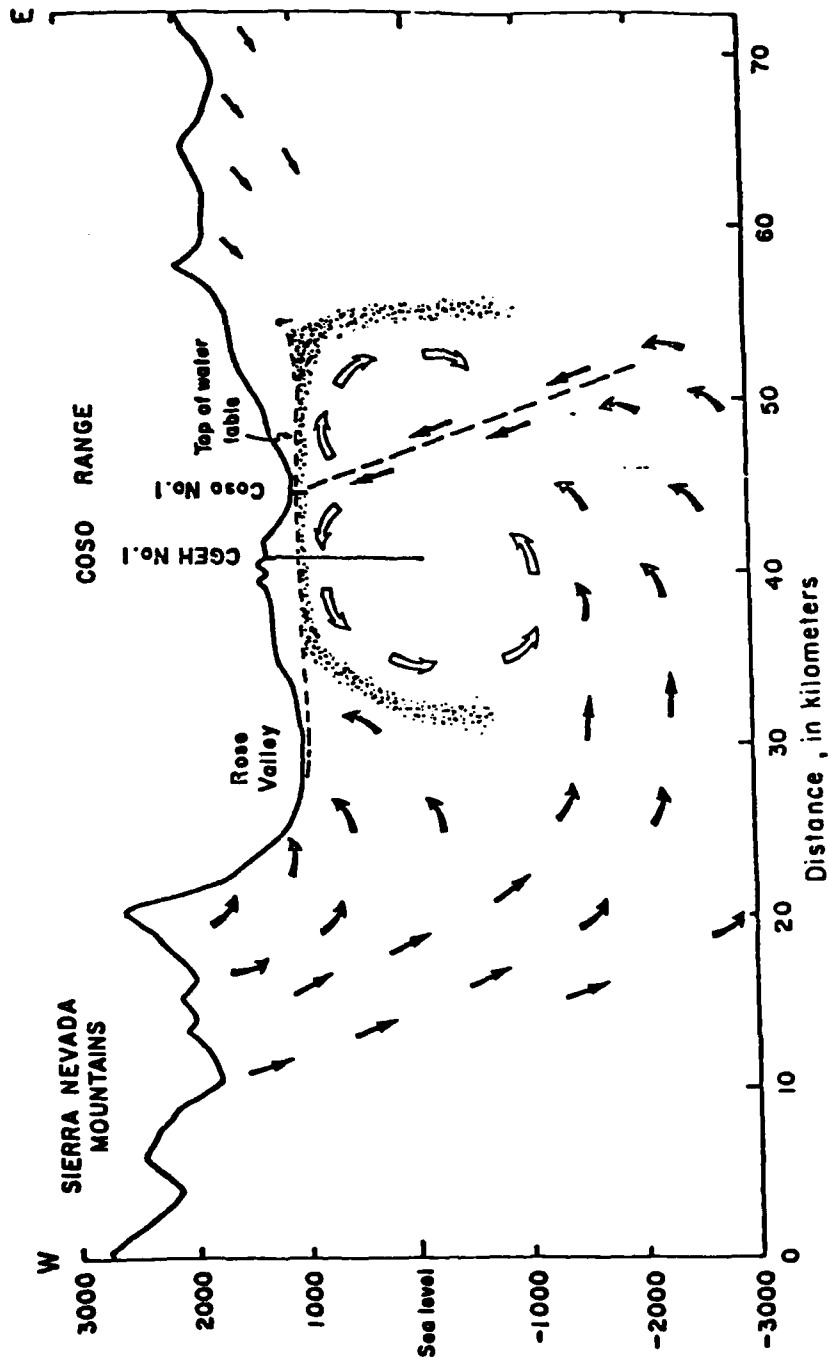 W
E
SIERRA NEVADA
MOUNTAINS
COSO RANGE
Rose
Valley
CGEH No.1
Coso No.1
Top of water
table
3000
2000
1000
Sea level
-1000
-2000
-3000
0
10
20
30
40
50
60
70
Distance, in kilometers